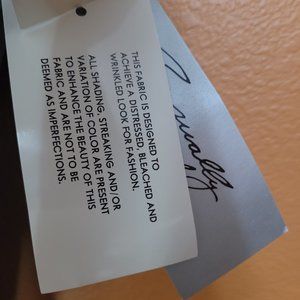 THIS FABRIC IS DESIGNED TO
ACHIEVE A DISTRESSED, BLEACHED AND
WRINKLED LOOK FOR FASHION.
ALL SHADING, STREAKING AND/OR
VARIATION OF COLOR ARE PRESENT
TO ENHANCE THE BEAUTY OF THIS
FABRIC AND ARE NOT TO BE
DEEMED AS IMPERFECTIONS.